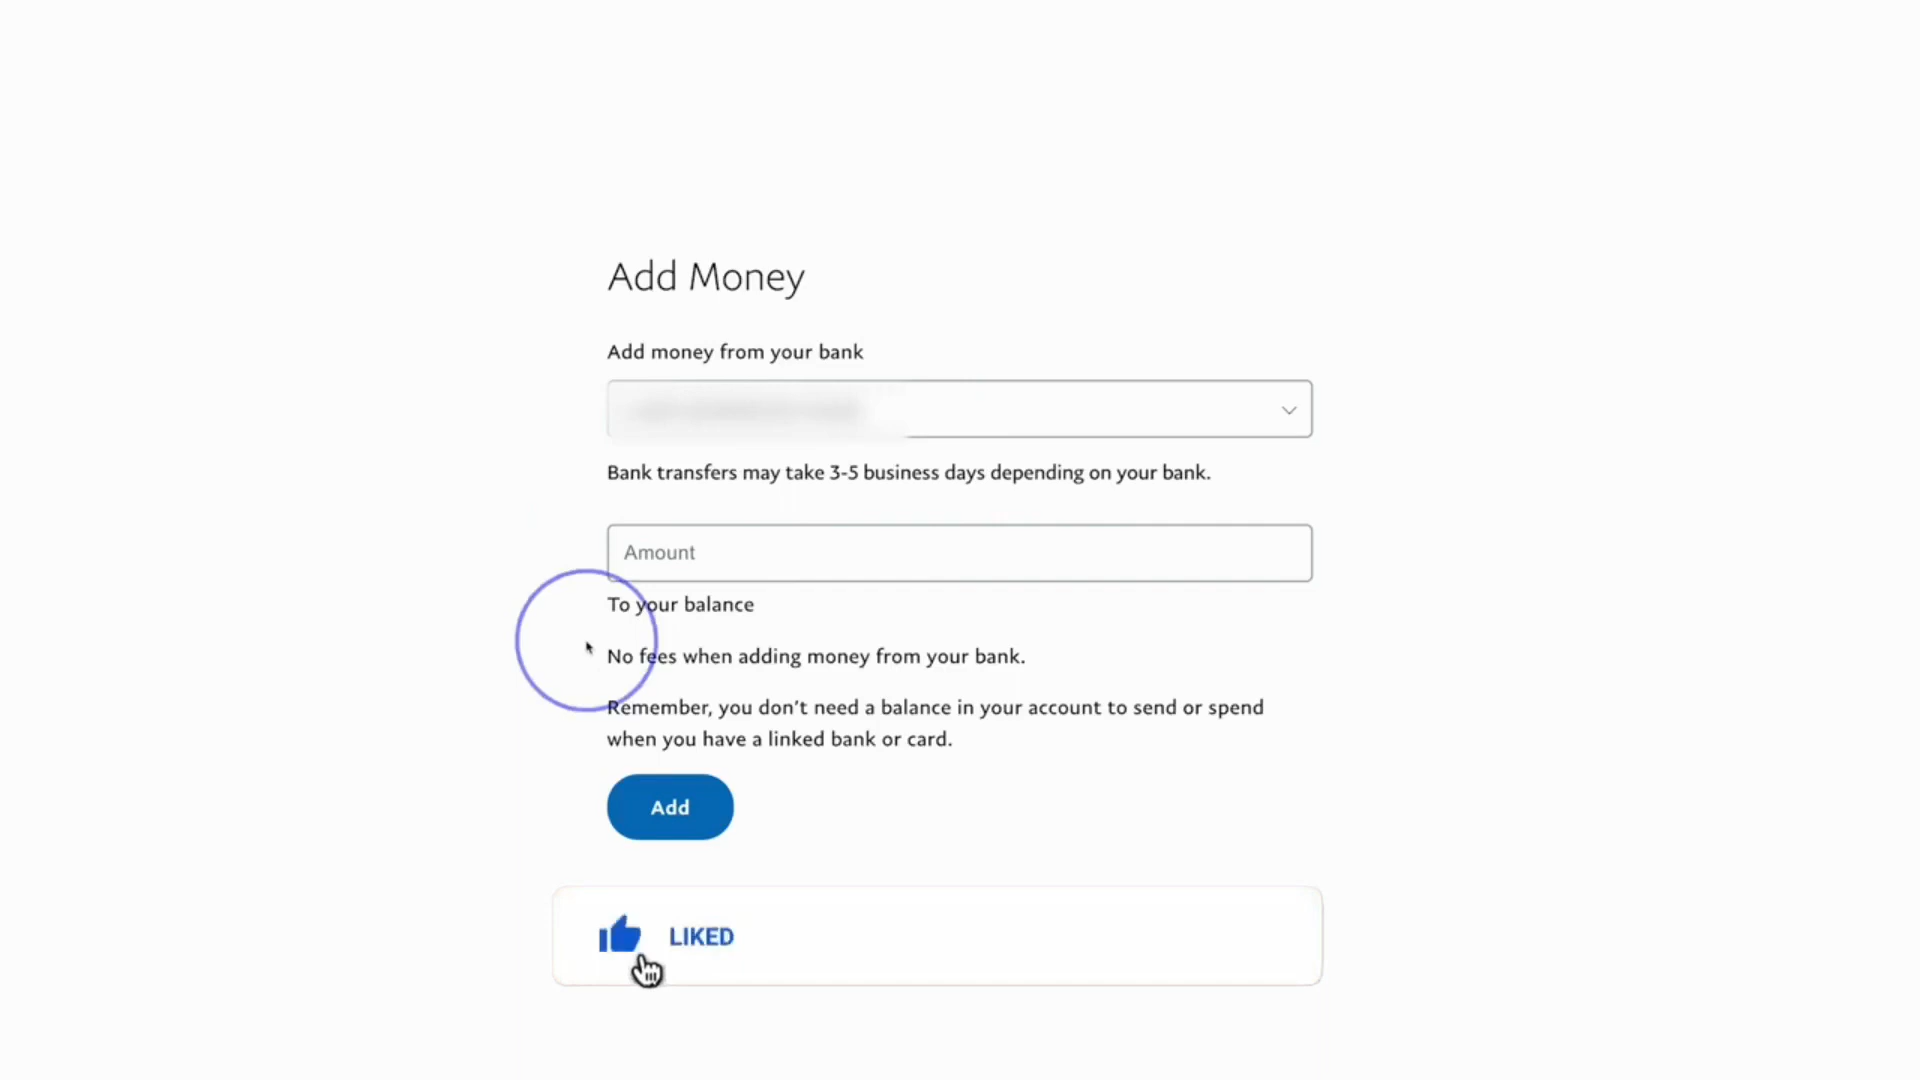 Add Money
Add money from your bank
Bank transfers may take 3-5 business days depending on your bank.
Amount
To your balance
No fees when adding money from your bank.
Remember, you don't need a balance in your account to send or spend
when you have a linked bank or card.
Add
LIKED